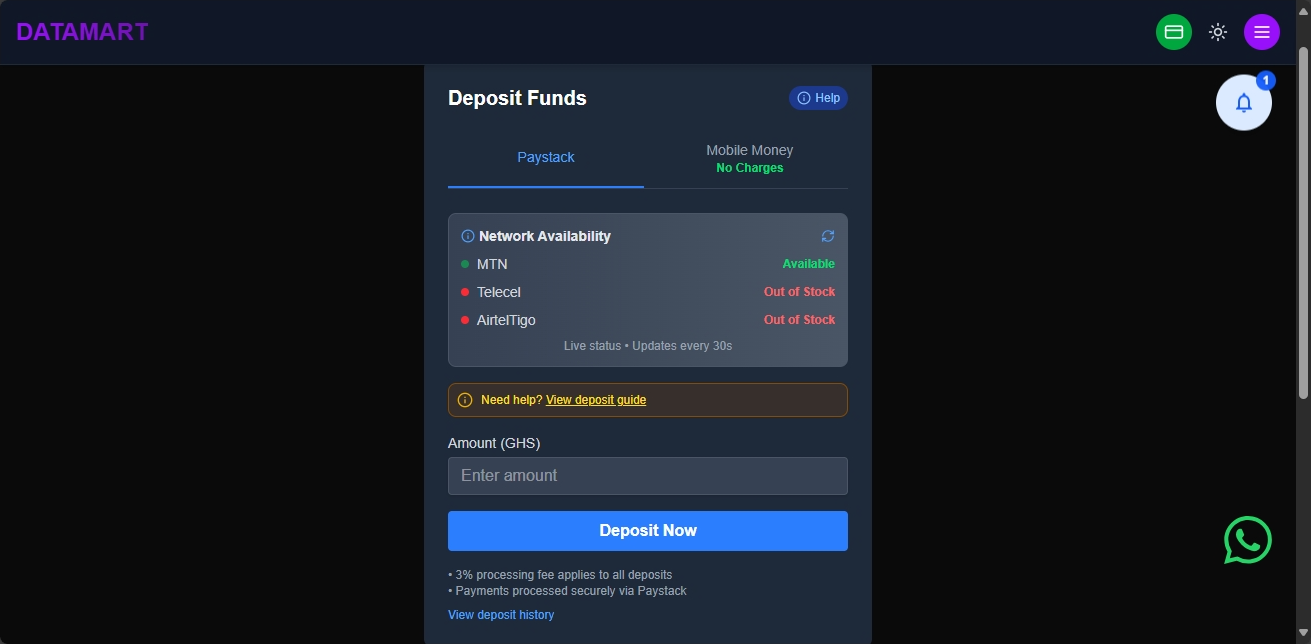 DATAMART
1
Deposit Funds
Help
Paystack
Mobile Money
No Charges
Network Availability
MTN Available
Telecel Out of Stock
AirtelTigo Out of Stock
Live status • Updates every 30s
Need help? View deposit guide
Amount (GHS)
Enter amount
Deposit Now
• 3% processing fee applies to all deposits
• Payments processed securely via Paystack
View deposit history